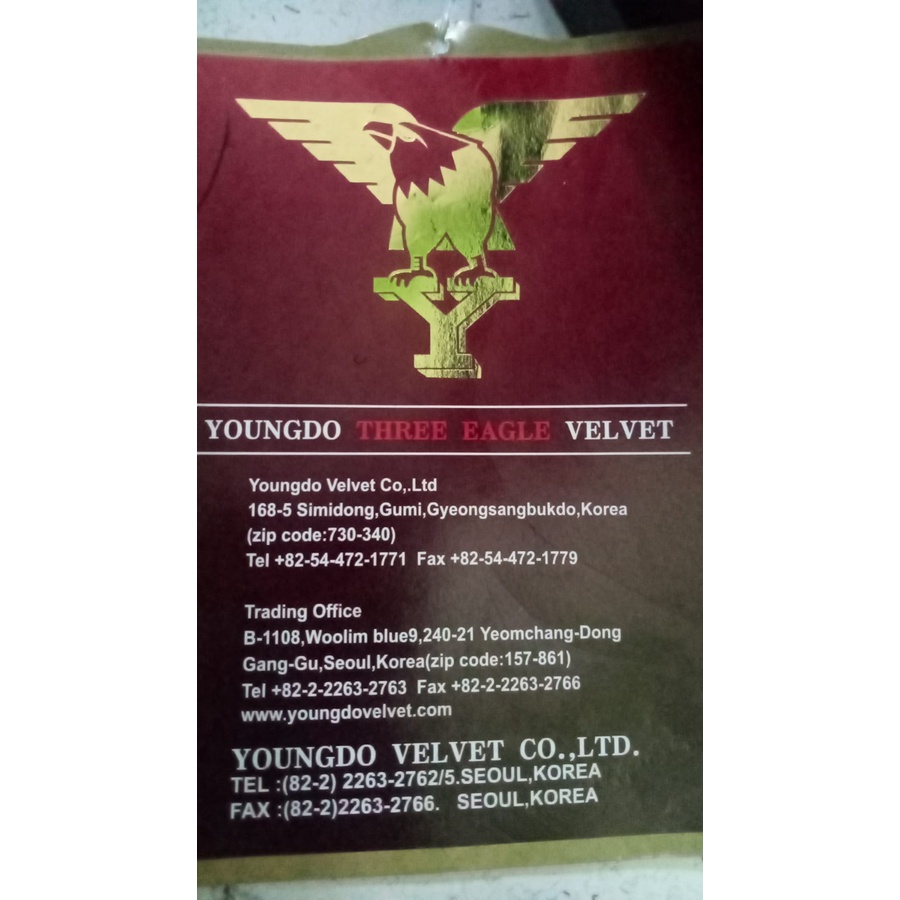 Y
YOUNGDO THREE EAGLE VELVET
Youngdo Velvet Co,.Ltd
168-5 Simidong,Gumi,Gyeongsangbukdo,Korea
(zip code:730-340)
Tel +82-54-472-1771 Fax +82-54-472-1779
Trading Office
B-1108,Woolim blue9,240-21 Yeomchang-Dong
Gang-Gu,Seoul,Korea(zip code:157-861)
Tel +82-2-2263-2763 Fax +82-2-2263-2766
www.youngdovelvet.com
YOUNGDO VELVET CO.,LTD.
TEL :(82-2) 2263-2762/5.SEOUL,KOREA
FAX :(82-2)2263-2766. SEOUL,KOREA